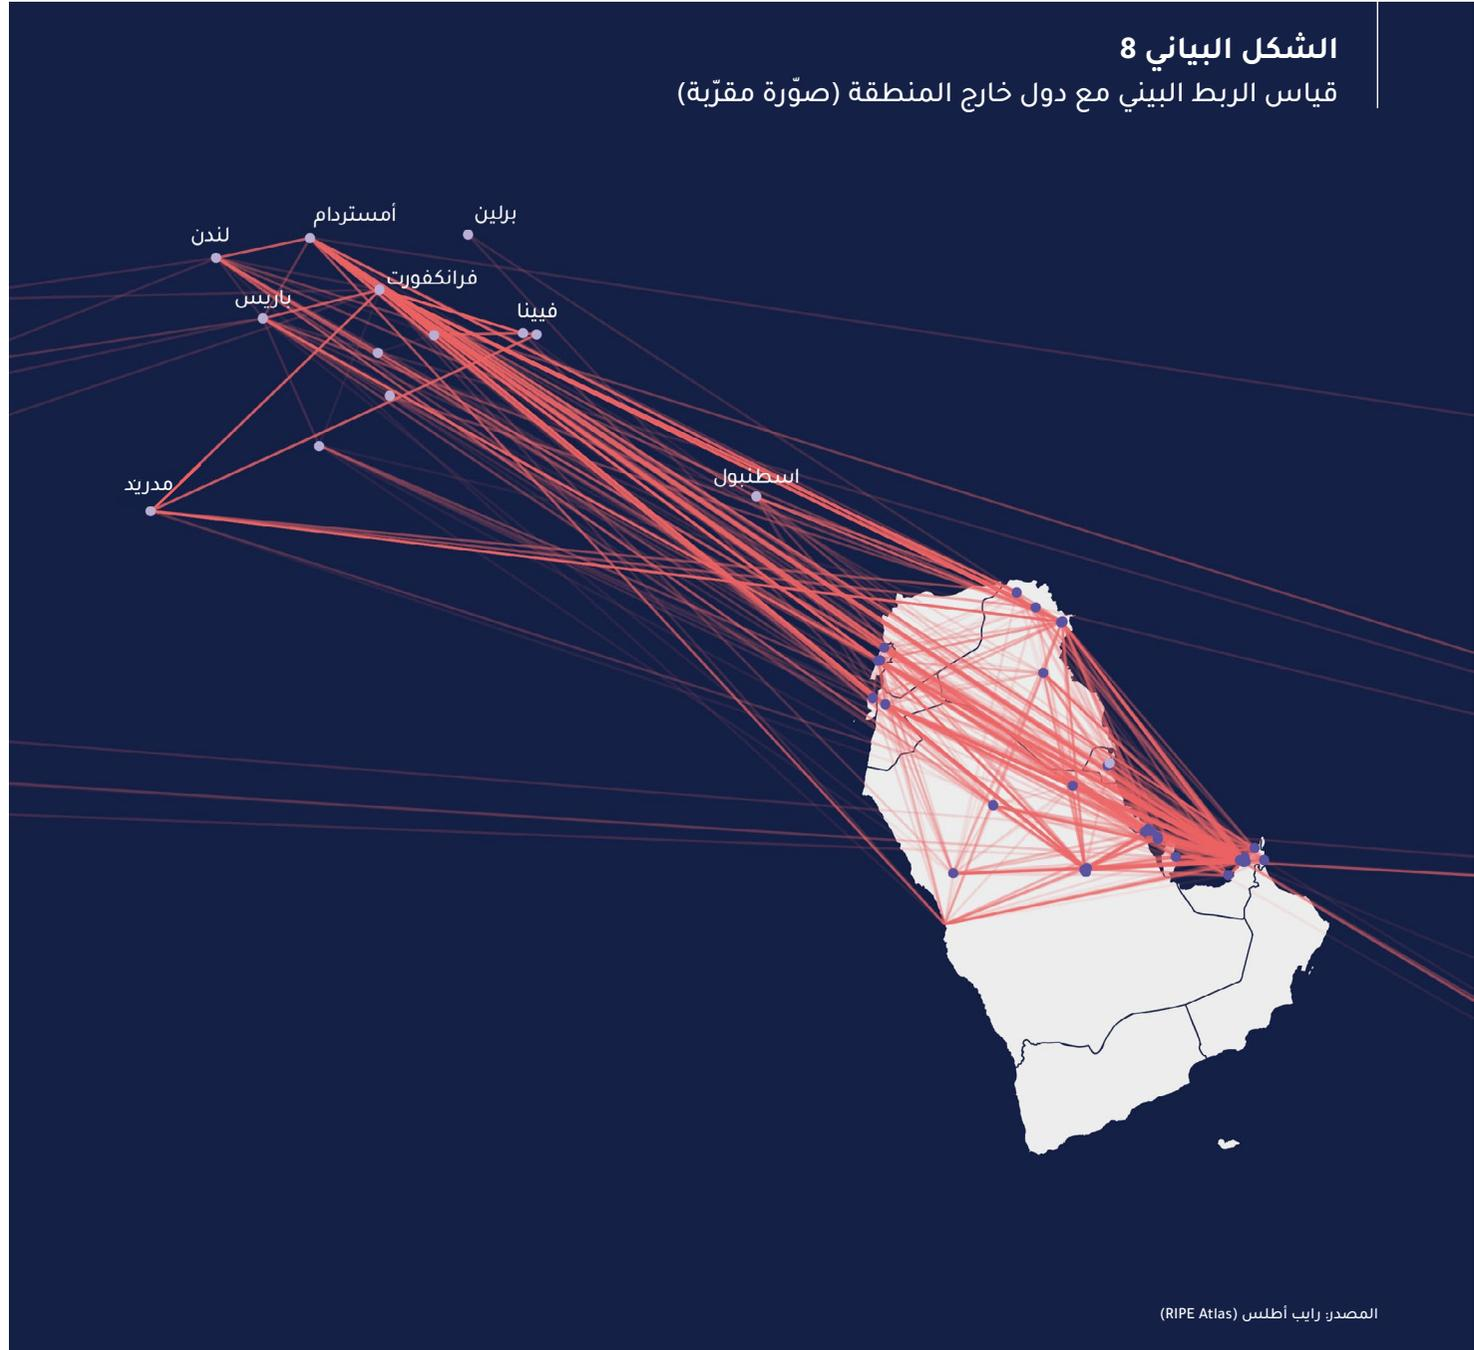 الشكل البياني 8
قياس الربط البيني مع دول خارج المنطقة (صوّرة مقرّبة)
برلين
أمستردام
لندن
فرانكفورت
باريس
فيينا
اسطنبول
مدريد
المصدر: رايب أطلس (RIPE Atlas)